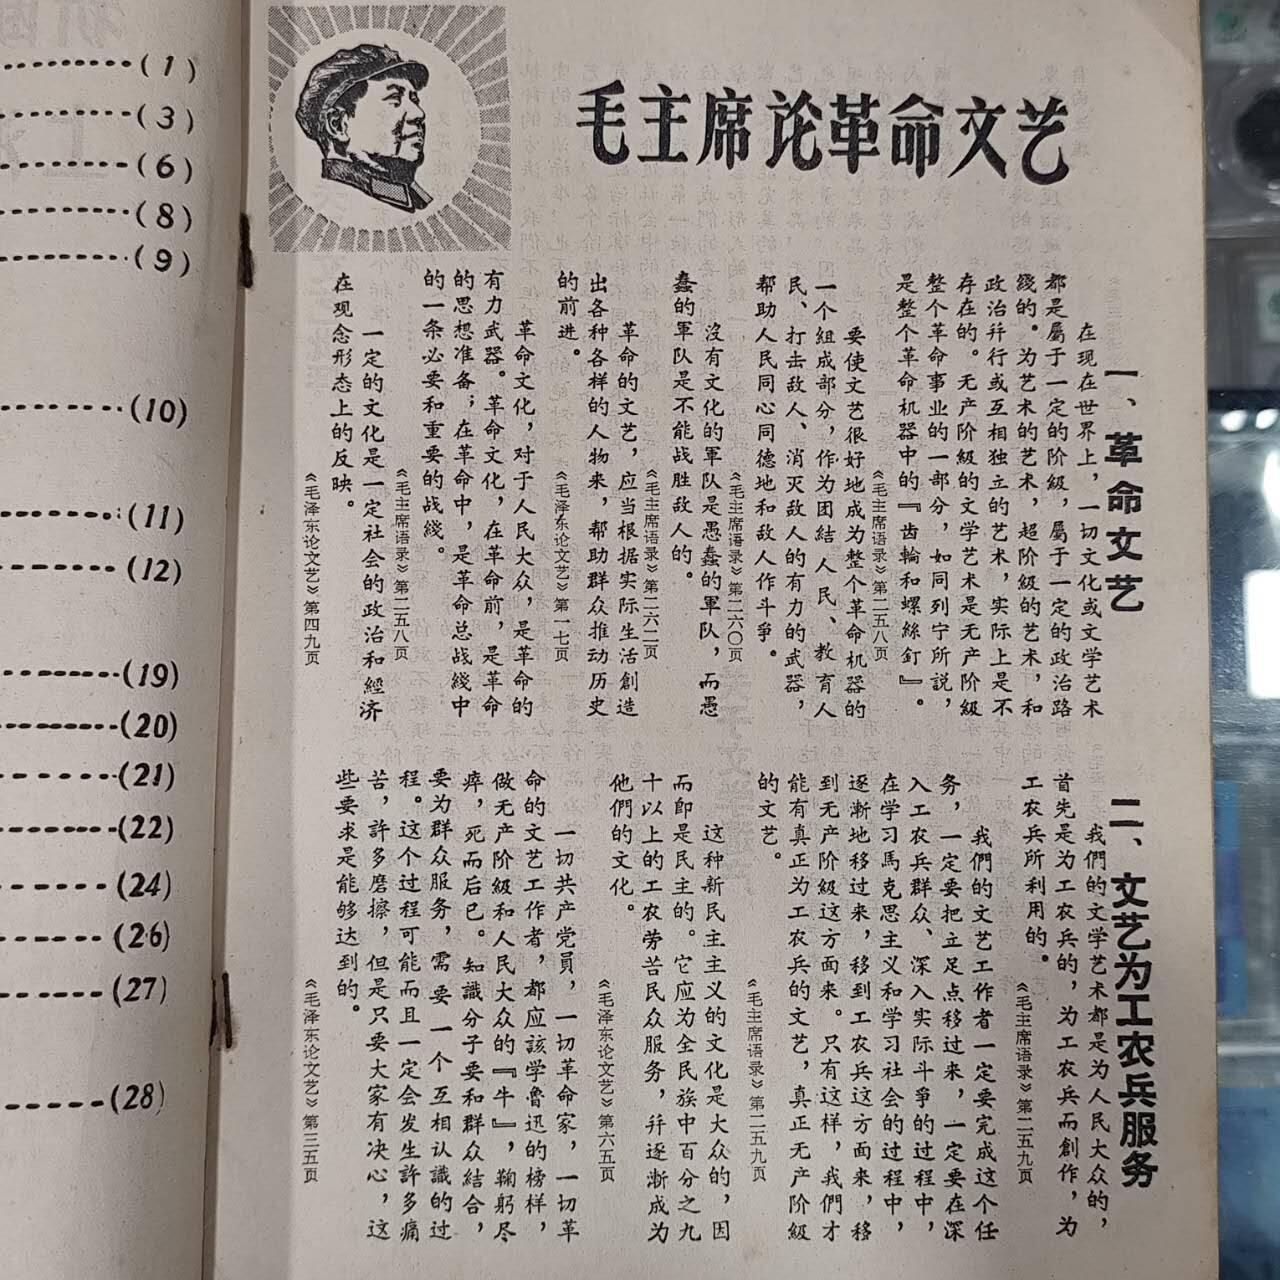 (1)
(3)
(6)
(8)
(9)
(10)
(11)
(12)
(19)
(20)
(21)
(22)
(24)
(26)
(27)
(28)
毛主席论革命文艺
一、革命文艺
在现在世界上，一切文化或文学艺术
都是屬于一定的阶級，屬于一定的政治路
綫的。为艺术的艺术，超阶級的艺术，和
政治幷行或互相独立的艺术，实际上是不
存在的。无产阶級的文学艺术是无产阶級
整个革命事业的一部分，如同列宁所説，
是整个革命机器中的『齿輪和螺絲釘』。
《毛主席语录》第二五八页
要使文艺很好地成为整个革命机器的
一个組成部分，作为团結人民、教育人
民、打击敌人、消灭敌人的有力的武器，
帮助人民同心同德地和敌人作斗爭。
《毛主席语录》第二六〇页
沒有文化的軍队是愚蠢的軍队，而愚
蠢的軍队是不能战胜敌人的。
《毛主席语录》第二六二页
革命的文艺，应当根据实际生活創造
出各种各样的人物来，帮助群众推动历史
的前进。
《毛泽东论文艺》第一七页
革命文化，对于人民大众，是革命的
有力武器。革命文化，在革命前，是革命
的思想准备；在革命中，是革命总战綫中
的一条必要和重要的战綫。
《毛主席语录》第二五八页
一定的文化是一定社会的政治和經济
在观念形态上的反映。
《毛泽东论文艺》第四九页
二、文艺为工农兵服务
我們的文学艺术都是为人民大众的，
首先是为工农兵的，为工农兵而創作，为
工农兵所利用的。
《毛主席语录》第二五九页
我們的文艺工作者一定要完成这个任
务，一定要把立足点移过来，一定要在深
入工农兵群众、深入实际斗爭的过程中，
在学习馬克思主义和学习社会的过程中，
逐漸地移过来，移到工农兵这方面来，移
到无产阶級这方面来。只有这样，我們才
能有真正为工农兵的文艺，真正无产阶級
的文艺。
《毛主席语录》第二五九页
这种新民主主义的文化是大众的，因
而即是民主的。它应为全民族中百分之九
十以上的工农劳苦民众服务，幷逐漸成为
他們的文化。
《毛泽东论文艺》第六五页
一切共产党員，一切革命家，一切革
命的文艺工作者，都应該学魯迅的榜样，
做无产阶級和人民大众的『牛』，鞠躬尽
瘁，死而后已。知識分子要和群众結合，
要为群众服务，需要一个互相认識的过
程。这个过程可能而且一定会发生許多痛
苦，許多磨擦，但是只要大家有决心，这
些要求是能够达到的。
《毛泽东论文艺》第三五页